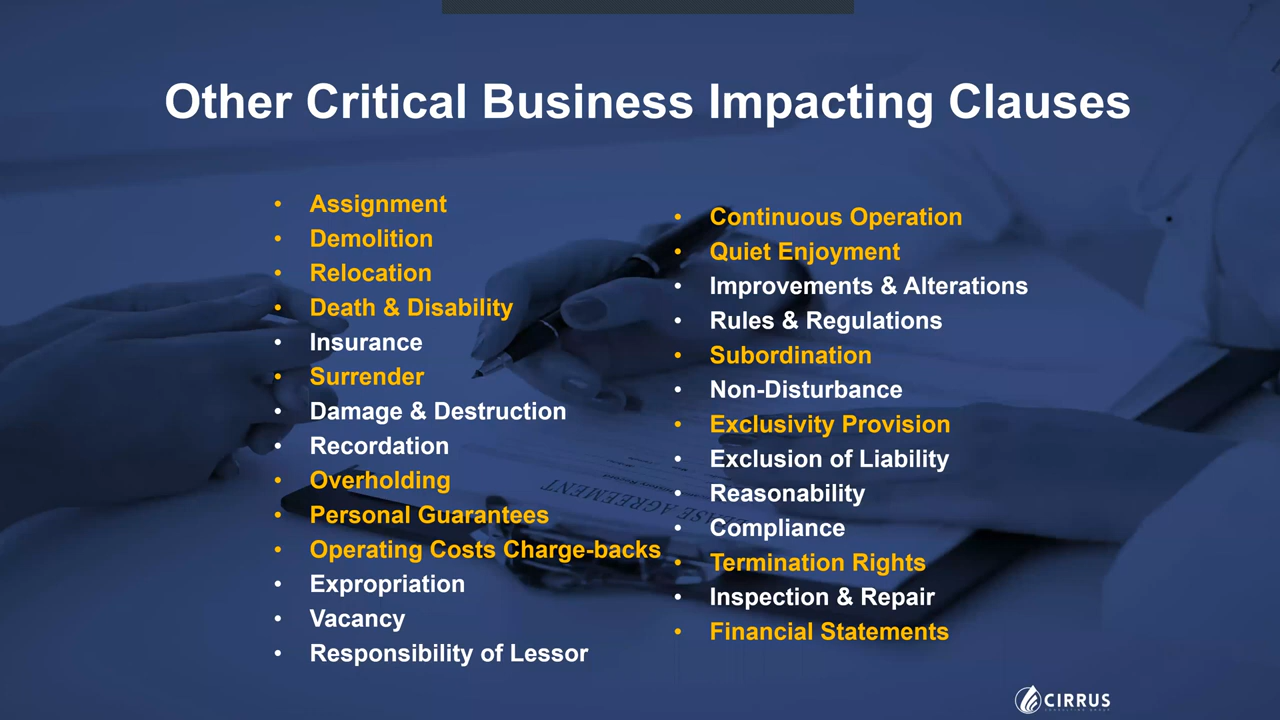 Other Critical Business Impacting Clauses
• Assignment
• Demolition
• Relocation
• Death & Disability
• Insurance
• Surrender
• Damage & Destruction
• Recordation
• Overholding
• Personal Guarantees
• Operating Costs Charge-backs
• Expropriation
• Vacancy
• Responsibility of Lessor
• Continuous Operation
• Quiet Enjoyment
• Improvements & Alterations
• Rules & Regulations
• Subordination
• Non-Disturbance
• Exclusivity Provision
• Exclusion of Liability
• Reasonability
• Compliance
• Termination Rights
• Inspection & Repair
• Financial Statements
AGREEMENT
CIRRUS